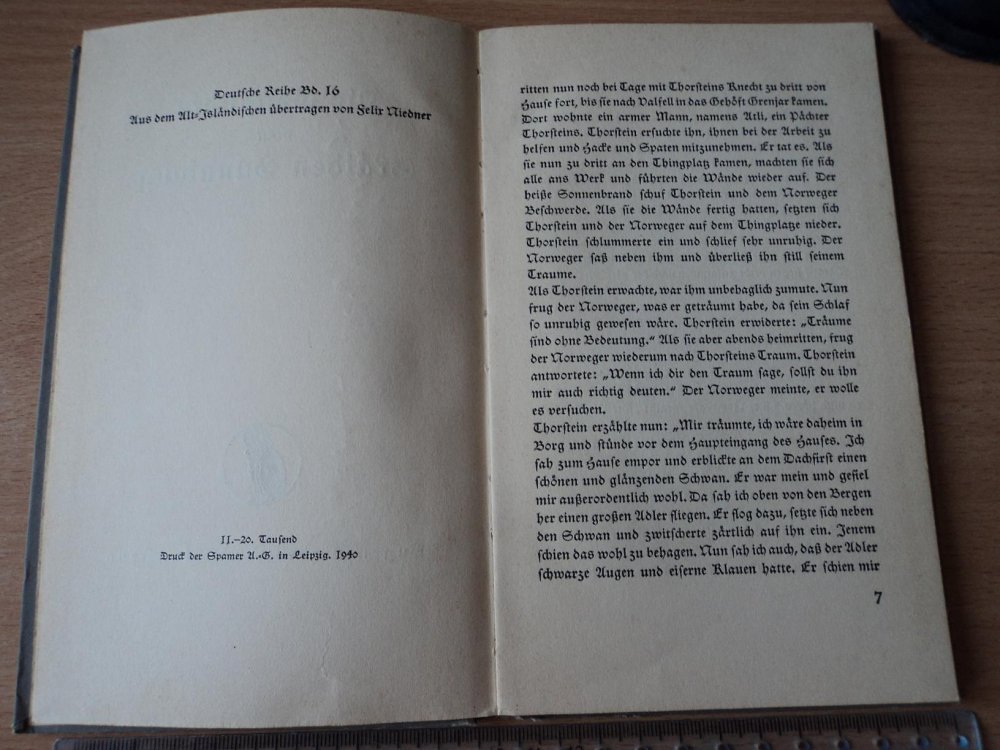 Deutsche Reihe Bd. 16
Aus dem Alt-Isländischen übertragen von Felix Niedner
11.–20. Tausend
Druck der Spamer A.-G. in Leipzig. 1940
ritten nun noch bei Tage mit Thorsteins Knecht zu dritt von
Hause fort, bis sie nach Valfell in das Gehöft Grenjar kamen.
Dort wohnte ein armer Mann, namens Atli, ein Pächter
Thorsteins. Thorstein ersuchte ihn, ihnen bei der Arbeit zu
helfen und Hacke und Spaten mitzunehmen. Er tat es. Als
sie nun zu dritt an den Thingplatz kamen, machten sie sich
alle ans Werk und führten die Wände wieder auf. Der
heiße Sonnenbrand schuf Thorstein und dem Norweger
Beschwerde. Als sie die Wände fertig hatten, setzten sich
Thorstein und der Norweger auf dem Thingplatze nieder.
Thorstein schlummerte ein und schlief sehr unruhig. Der
Norweger saß neben ihm und überließ ihn still seinem
Traume.
Als Thorstein erwachte, war ihm unbehaglich zumute. Nun
frug der Norweger, was er geträumt habe, da sein Schlaf
so unruhig gewesen wäre. Thorstein erwiderte: „Träume
sind ohne Bedeutung.“ Als sie aber abends heimritten, frug
der Norweger wiederum nach Thorsteins Traum. Thorstein
antwortete: „Wenn ich dir den Traum sage, sollst du ihn
mir auch richtig deuten.“ Der Norweger meinte, er wolle
es versuchen.
Thorstein erzählte nun: „Mir träumte, ich wäre daheim in
Borg und stünde vor dem Haupteingang des Hauses. Ich
sah zum Hause empor und erblickte an dem Dachfirst einen
schönen und glänzenden Schwan. Er war mein und gefiel
mir außerordentlich wohl. Da sah ich oben von den Bergen
her einen großen Adler fliegen. Er flog dazu, setzte sich neben
den Schwan und zwitscherte zärtlich auf ihn ein. Jenem
schien das wohl zu behagen. Nun sah ich auch, daß der Adler
schwarze Augen und eiserne Klauen hatte. Er schien mir
7